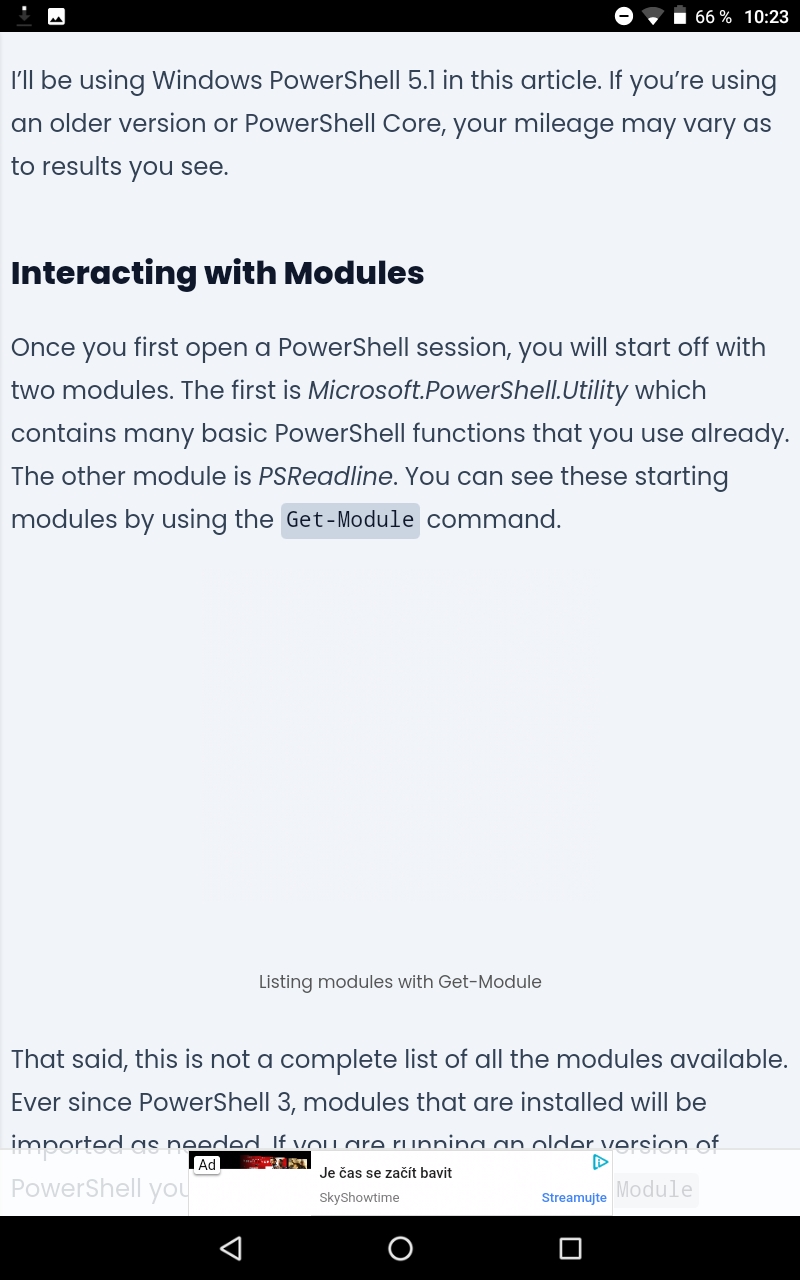 66 % 10:23
I’ll be using Windows PowerShell 5.1 in this article. If you’re using
an older version or PowerShell Core, your mileage may vary as
to results you see.
Interacting with Modules
Once you first open a PowerShell session, you will start off with
two modules. The first is Microsoft.PowerShell.Utility which
contains many basic PowerShell functions that you use already.
The other module is PSReadline. You can see these starting
modules by using the Get-Module command.
Listing modules with Get-Module
That said, this is not a complete list of all the modules available.
Ever since PowerShell 3, modules that are installed will be
imported as needed. If you are running an older version of
PowerShell you Module
Ad
Je čas se začít bavit
SkyShowtime Streamujte